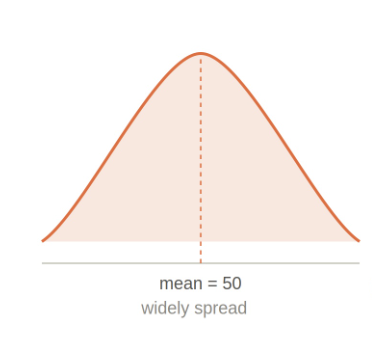 mean = 50
widely spread